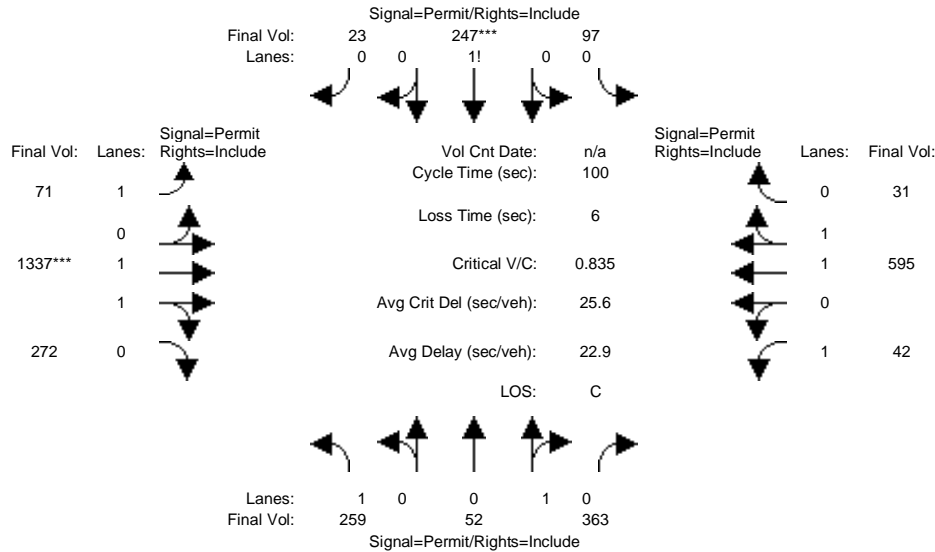 Signal=Permit/Rights=Include
Final Vol: 23 247*** 97
Lanes: 0 0 1! 0 0
Signal=Permit
Final Vol: Lanes: Rights=Include
Vol Cnt Date: n/a
Signal=Permit
Rights=Include Lanes: Final Vol:
Cycle Time (sec): 100
71 1
0 31
Loss Time (sec): 6
0
1
1337*** 1
Critical V/C: 0.835
1 595
1
Avg Crit Del (sec/veh): 25.6
0
272 0
Avg Delay (sec/veh): 22.9
1 42
LOS: C
Lanes: 1 0 0 1 0
Final Vol: 259 52 363
Signal=Permit/Rights=Include